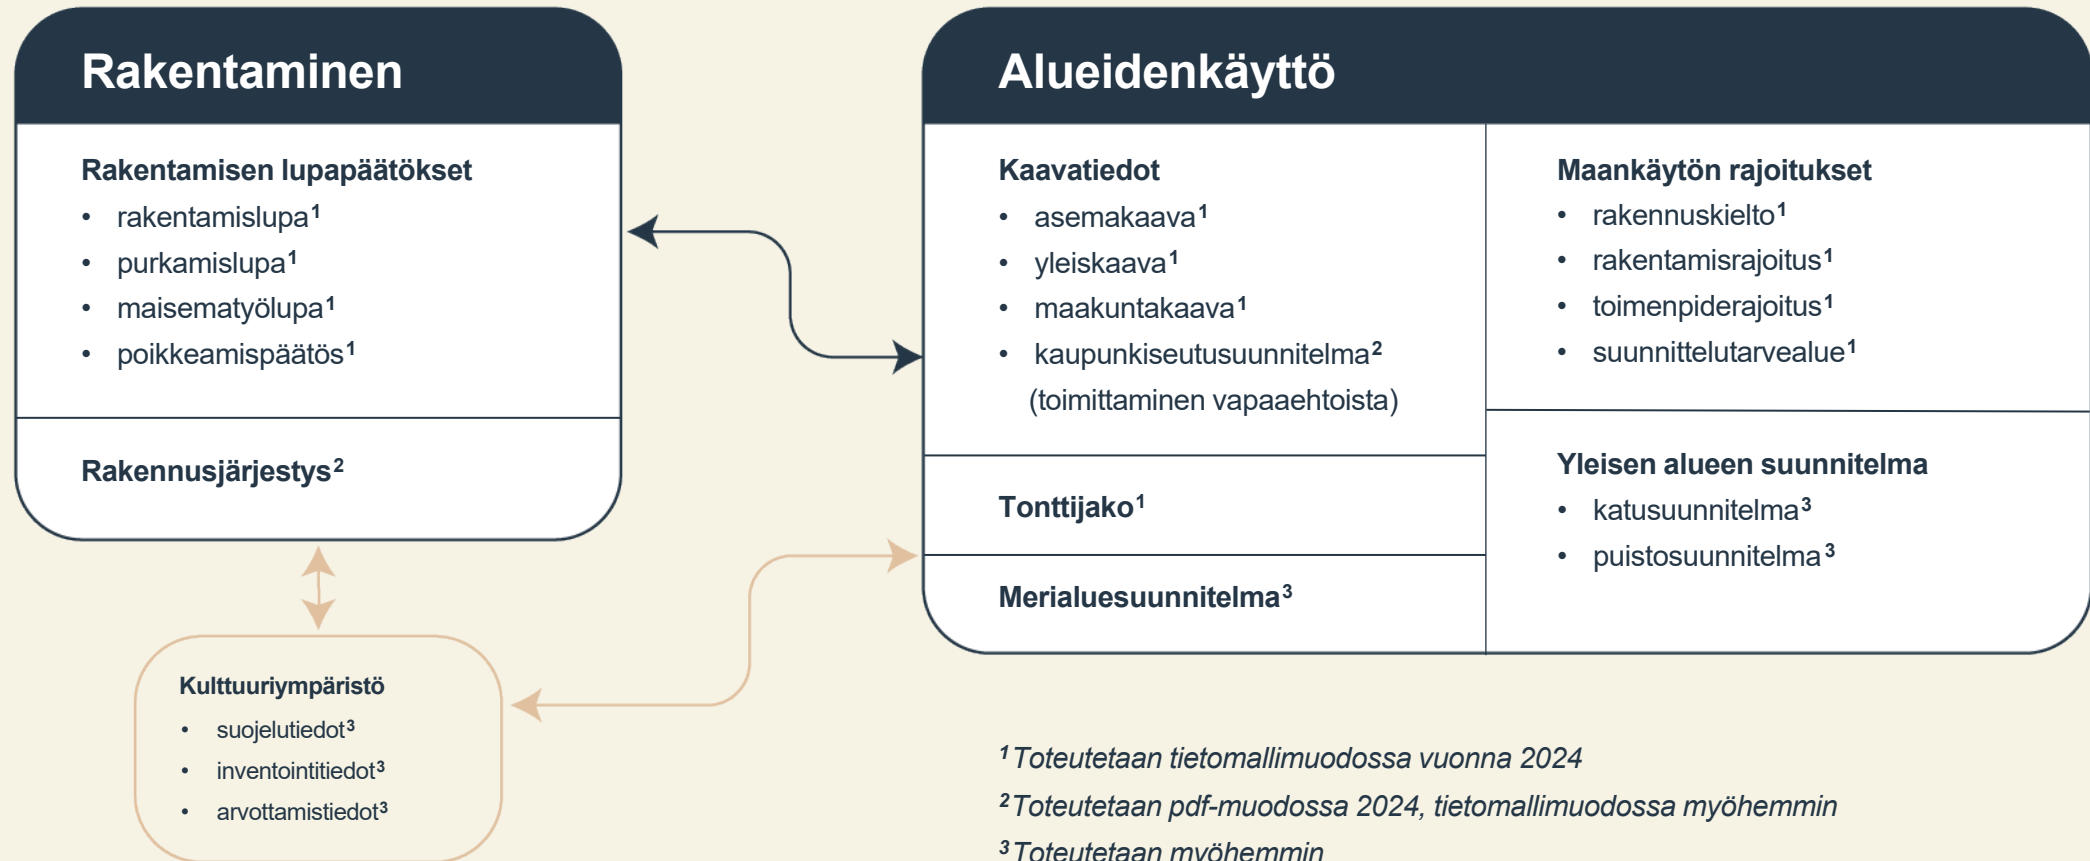 Rakentaminen
Rakentamisen lupapäätökset
• rakentamislupa¹
• purkamislupa¹
• maisematyölupa¹
• poikkeamispäätös¹
Rakennusjärjestys²
Kulttuuriympäristö
• suojelutiedot³
• inventointitiedot³
• arvottamistiedot³
Alueidenkäyttö
Kaavatiedot
• asemakaava¹
• yleiskaava¹
• maakuntakaava¹
• kaupunkiseutusuunnitelma²
(toimittaminen vapaaehtoista)
Tonttijako¹
Merialuesuunnitelma³
Maankäytön rajoitukset
• rakennuskielto¹
• rakentamisrajoitus¹
• toimenpiderajoitus¹
• suunnittelutarvealue¹
Yleisen alueen suunnitelma
• katusuunnitelma³
• puistosuunnitelma³
¹ Toteutetaan tietomallimuodossa vuonna 2024
² Toteutetaan pdf-muodossa 2024, tietomallimuodossa myöhemmin
³ Toteutetaan myöhemmin